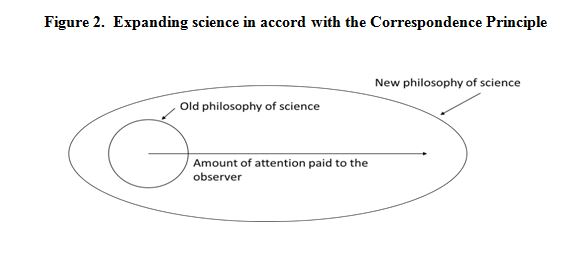 Figure 2.  Expanding science in accord with the Correspondence Principle
New philosophy of science
Old philosophy of science
Amount of attention paid to the
observer